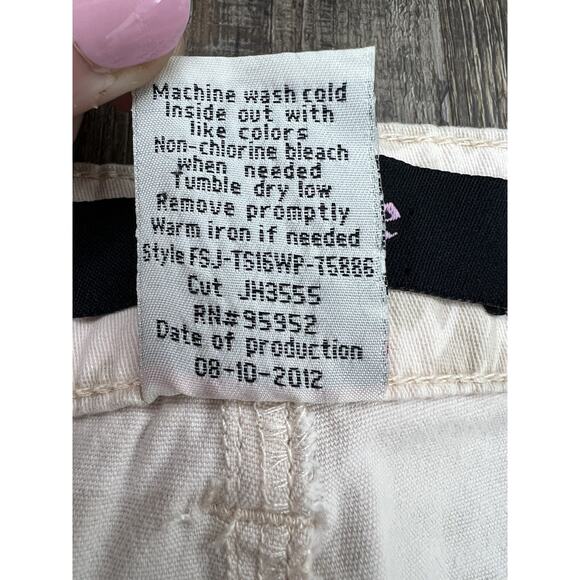 Machine wash cold
Inside out with
like colors
Non-chlorine bleach
when needed
Tumble dry low
Remove promptly
Warm iron if needed
Style FSJ-TS16WP-T5886
Cut JH3555
RN#95952
Date of production
08-10-2012